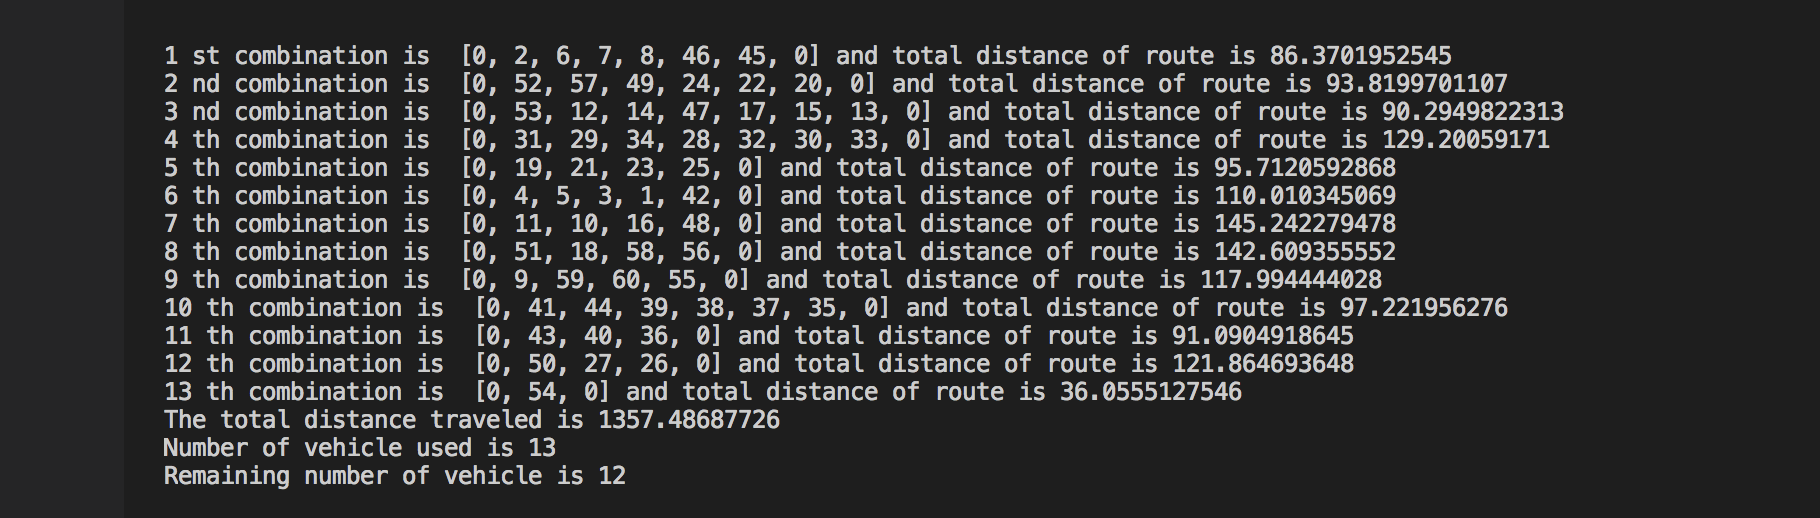 1 st combination is  [0, 2, 6, 7, 8, 46, 45, 0] and total distance of route is 86.3701952545
2 nd combination is  [0, 52, 57, 49, 24, 22, 20, 0] and total distance of route is 93.8199701107
3 nd combination is  [0, 53, 12, 14, 47, 17, 15, 13, 0] and total distance of route is 90.2949822313
4 th combination is  [0, 31, 29, 34, 28, 32, 30, 33, 0] and total distance of route is 129.20059171
5 th combination is  [0, 19, 21, 23, 25, 0] and total distance of route is 95.7120592868
6 th combination is  [0, 4, 5, 3, 1, 42, 0] and total distance of route is 110.010345069
7 th combination is  [0, 11, 10, 16, 48, 0] and total distance of route is 145.242279478
8 th combination is  [0, 51, 18, 58, 56, 0] and total distance of route is 142.609355552
9 th combination is  [0, 9, 59, 60, 55, 0] and total distance of route is 117.994444028
10 th combination is  [0, 41, 44, 39, 38, 37, 35, 0] and total distance of route is 97.221956276
11 th combination is  [0, 43, 40, 36, 0] and total distance of route is 91.0904918645
12 th combination is  [0, 50, 27, 26, 0] and total distance of route is 121.864693648
13 th combination is  [0, 54, 0] and total distance of route is 36.0555127546
The total distance traveled is 1357.48687726
Number of vehicle used is 13
Remaining number of vehicle is 12